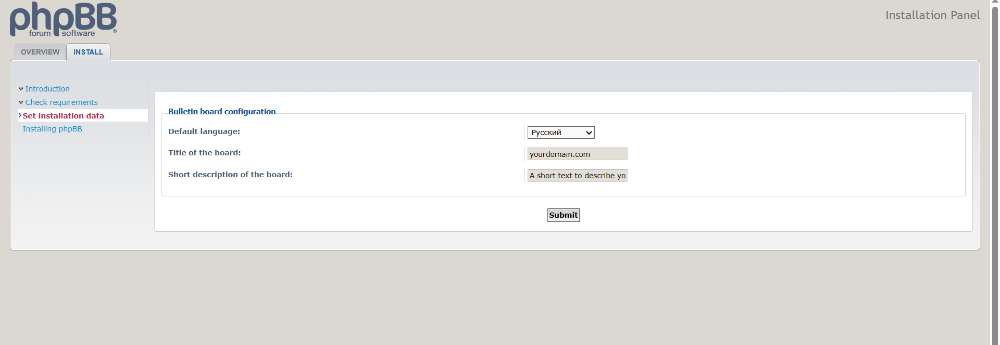 phpBB®
forum software
Installation Panel
OVERVIEW
INSTALL
Introduction
Check requirements
Set installation data
Installing phpBB
Bulletin board configuration
Default language:
Русский
Title of the board:
yourdomain.com
Short description of the board:
A short text to describe yo
Submit